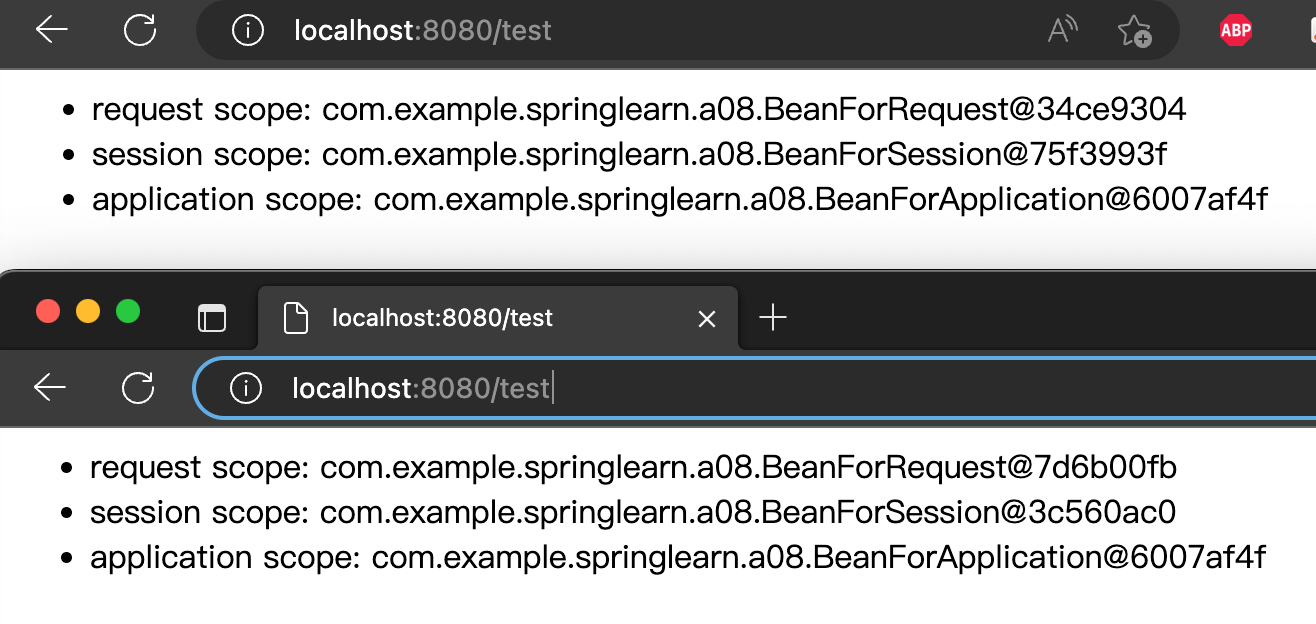 localhost:8080/test
ABP
request scope: com.example.springlearn.a08.BeanForRequest@34ce9304
session scope: com.example.springlearn.a08.BeanForSession@75f3993f
application scope: com.example.springlearn.a08.BeanForApplication@6007af4f
localhost:8080/test
localhost:8080/test
request scope: com.example.springlearn.a08.BeanForRequest@7d6b00fb
session scope: com.example.springlearn.a08.BeanForSession@3c560ac0
application scope: com.example.springlearn.a08.BeanForApplication@6007af4f